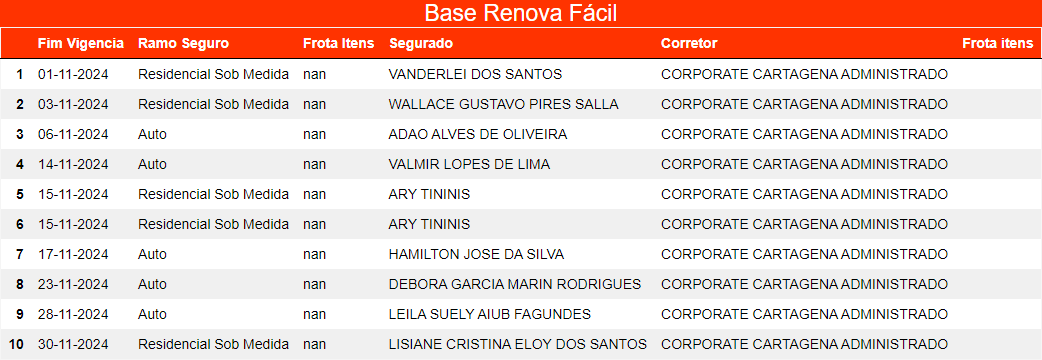 Base Renova Fácil
Fim Vigencia Ramo Seguro Frota Itens Segurado Corretor Frota itens
1 01-11-2024 Residencial Sob Medida nan VANDERLEI DOS SANTOS CORPORATE CARTAGENA ADMINISTRADO
2 03-11-2024 Residencial Sob Medida nan WALLACE GUSTAVO PIRES SALLA CORPORATE CARTAGENA ADMINISTRADO
3 06-11-2024 Auto nan ADAO ALVES DE OLIVEIRA CORPORATE CARTAGENA ADMINISTRADO
4 14-11-2024 Auto nan VALMIR LOPES DE LIMA CORPORATE CARTAGENA ADMINISTRADO
5 15-11-2024 Residencial Sob Medida nan ARY TININIS CORPORATE CARTAGENA ADMINISTRADO
6 15-11-2024 Residencial Sob Medida nan ARY TININIS CORPORATE CARTAGENA ADMINISTRADO
7 17-11-2024 Auto nan HAMILTON JOSE DA SILVA CORPORATE CARTAGENA ADMINISTRADO
8 23-11-2024 Auto nan DEBORA GARCIA MARIN RODRIGUES CORPORATE CARTAGENA ADMINISTRADO
9 28-11-2024 Auto nan LEILA SUELY AIUB FAGUNDES CORPORATE CARTAGENA ADMINISTRADO
10 30-11-2024 Residencial Sob Medida nan LISIANE CRISTINA ELOY DOS SANTOS CORPORATE CARTAGENA ADMINISTRADO